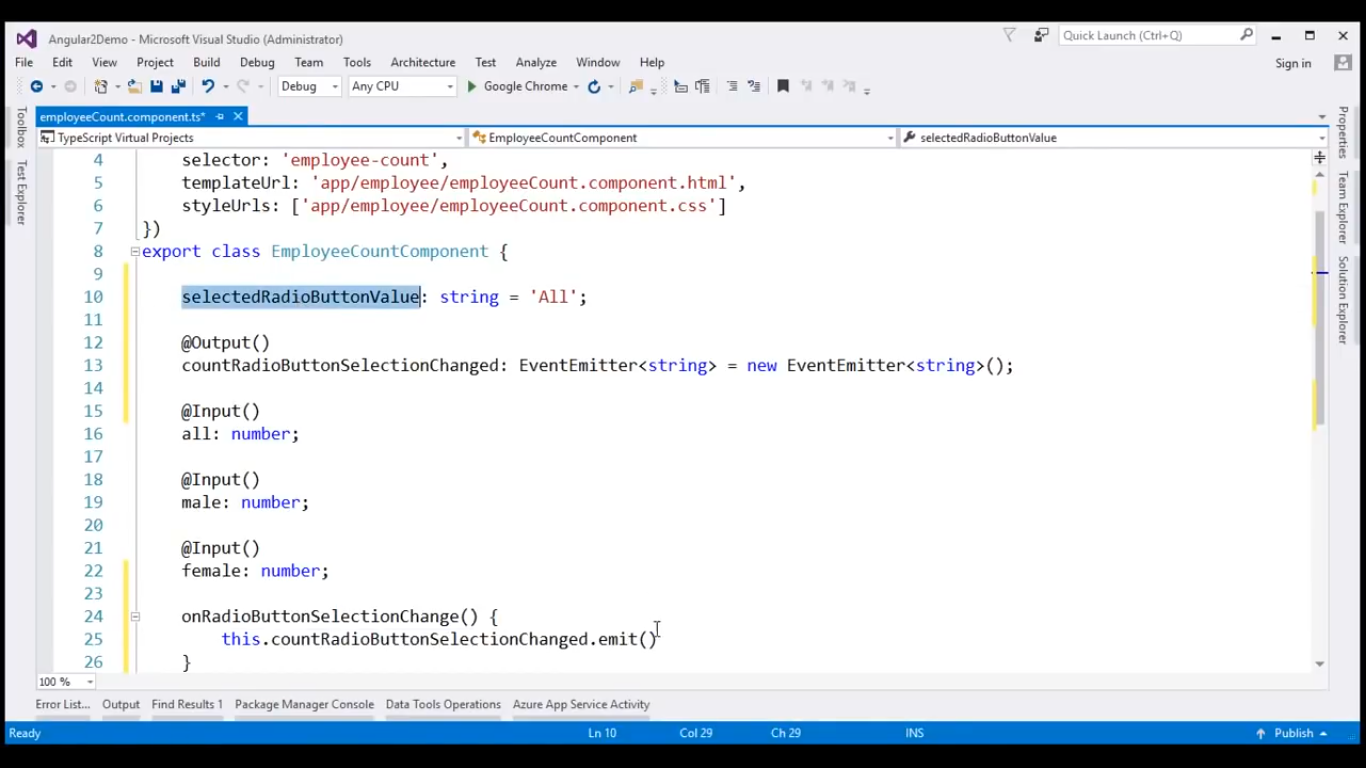 Angular2Demo - Microsoft Visual Studio (Administrator)
Quick Launch (Ctrl+Q)
File Edit View Project Build Debug Team Tools Architecture Test Analyze Window Help
Sign in
Debug Any CPU Google Chrome
employeeCount.component.ts*
TypeScript Virtual Projects EmployeeCountComponent selectedRadioButtonValue
Toolbox
Test Explorer
Properties
Team Explorer
Solution Explorer
4 selector: 'employee-count',
5 templateUrl: 'app/employee/employeeCount.component.html',
6 styleUrls: ['app/employee/employeeCount.component.css']
7 })
8 export class EmployeeCountComponent {
9
10 selectedRadioButtonValue: string = 'All';
11
12 @Output()
13 countRadioButtonSelectionChanged: EventEmitter<string> = new EventEmitter<string>();
14
15 @Input()
16 all: number;
17
18 @Input()
19 male: number;
20
21 @Input()
22 female: number;
23
24 onRadioButtonSelectionChange() {
25 this.countRadioButtonSelectionChanged.emit()
26 }
100 %
Error List... Output Find Results 1 Package Manager Console Data Tools Operations Azure App Service Activity
Ready Ln 10 Col 29 Ch 29 INS Publish